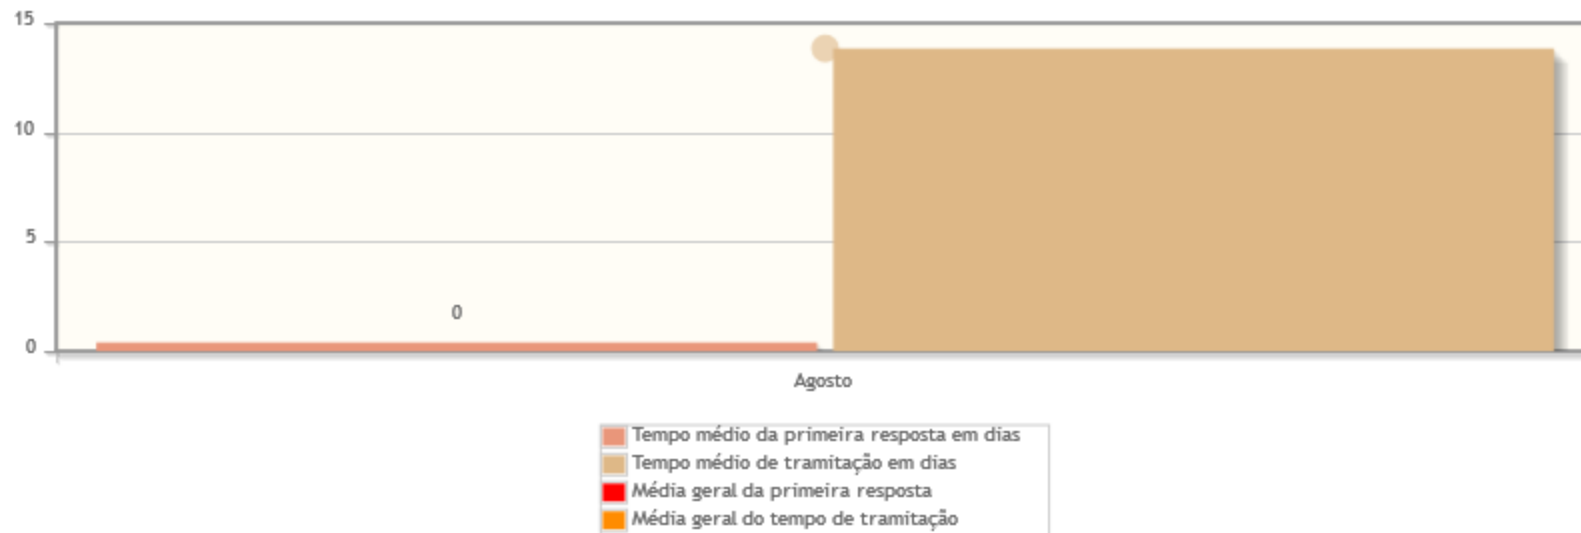 15
10
5
0
0
Agosto
Tempo médio da primeira resposta em dias
Tempo médio de tramitação em dias
Média geral da primeira resposta
Média geral do tempo de tramitação